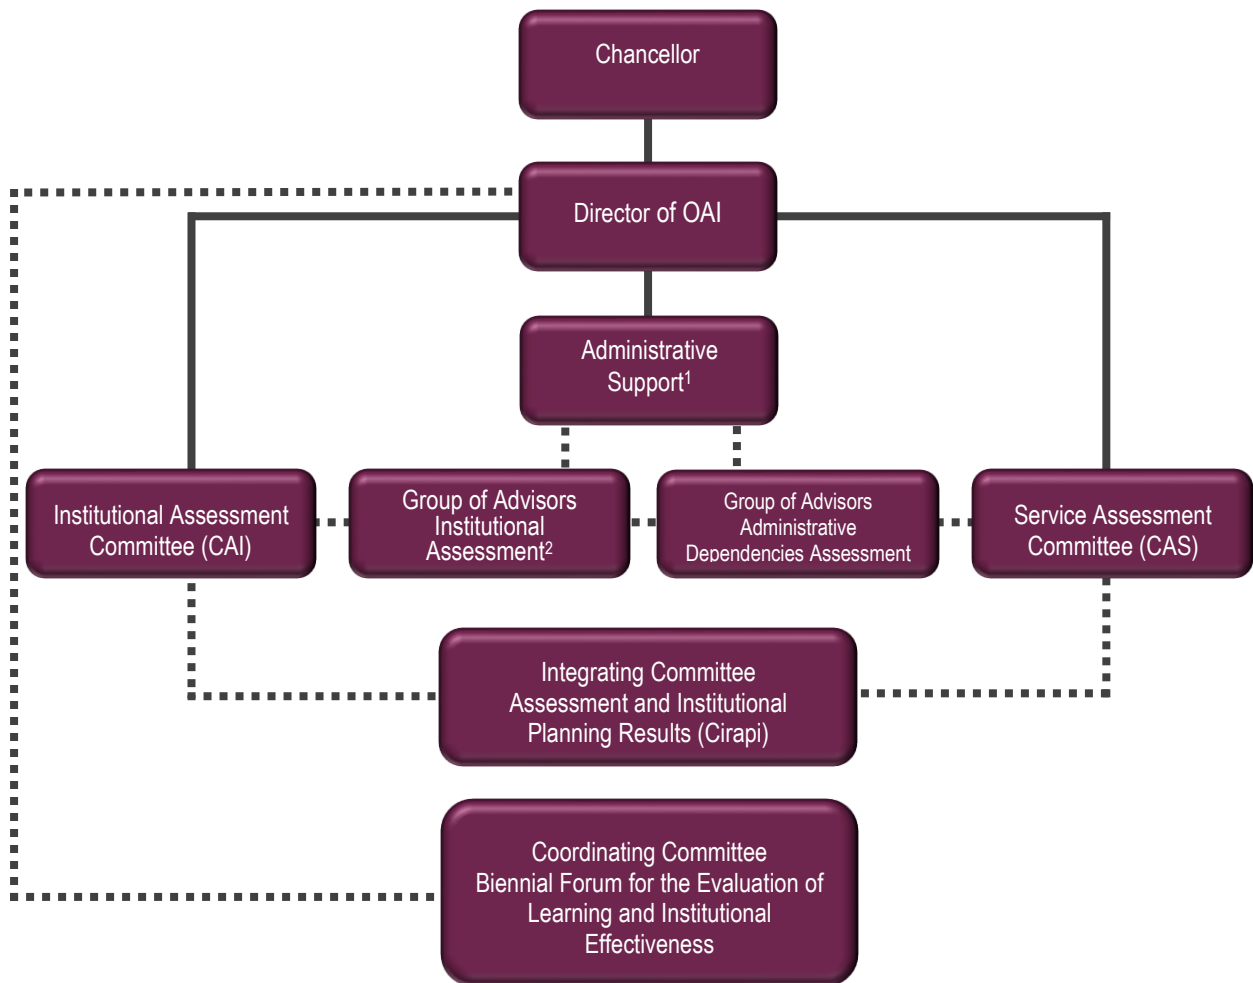 Chancellor
Director of OAI
Administrative
Support¹
Institutional Assessment
Committee (CAI)
Group of Advisors
Institutional
Assessment²
Group of Advisors
Administrative
Dependencies Assessment
Service Assessment
Committee (CAS)
Integrating Committee
Assessment and Institutional
Planning Results (Cirapi)
Coordinating Committee
Biennial Forum for the Evaluation of
Learning and Institutional
Effectiveness